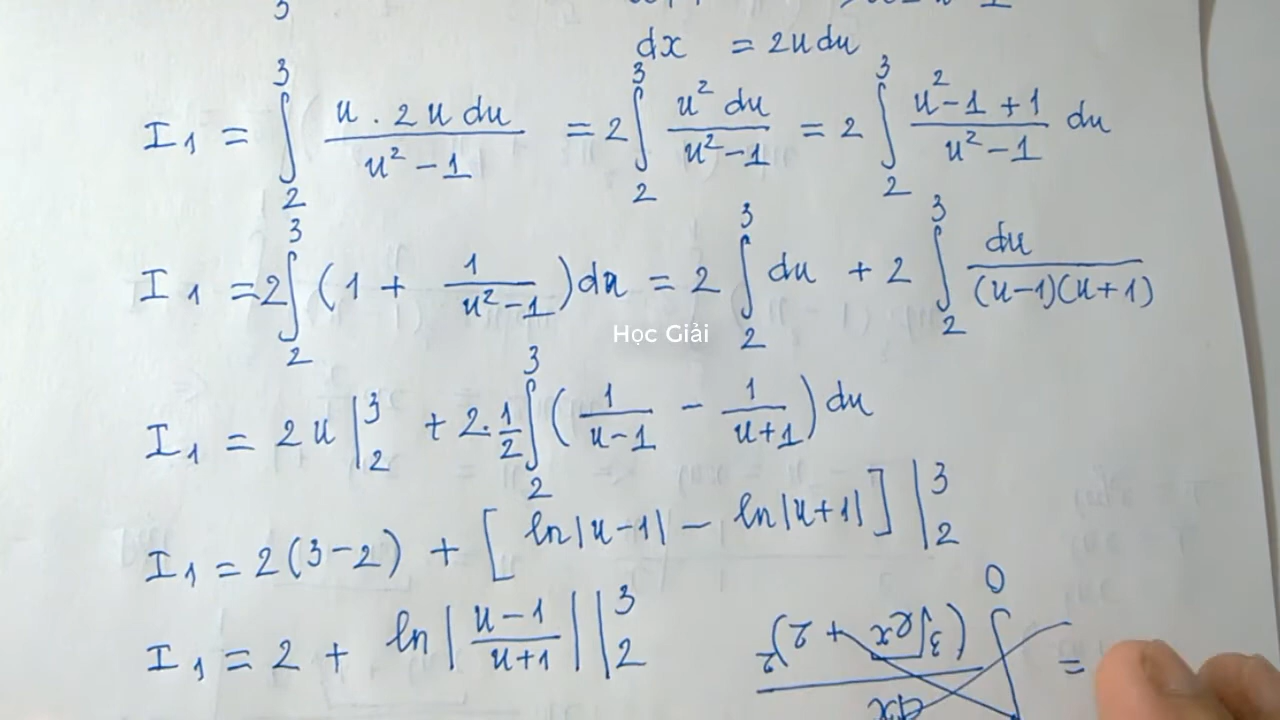 3
dx = 2u du
I₁ = ∫₂³ (u . 2u du)/(u² − 1) = 2 ∫₂³ (u² du)/(u² − 1) = 2 ∫₂³ (u² − 1 + 1)/(u² − 1) du
I₁ = 2 ∫₂³ (1 + 1/(u² − 1)) du = 2 ∫₂³ du + 2 ∫₂³ du/((u−1)(u+1))
Học Giải
I₁ = 2u |₂³ + 2.1/2 ∫₂³ (1/(u−1) − 1/(u+1)) du
I₁ = 2(3−2) + [ln|u−1| − ln|u+1|] |₂³
I₁ = 2 + ln|(u−1)/(u+1)| |₂³